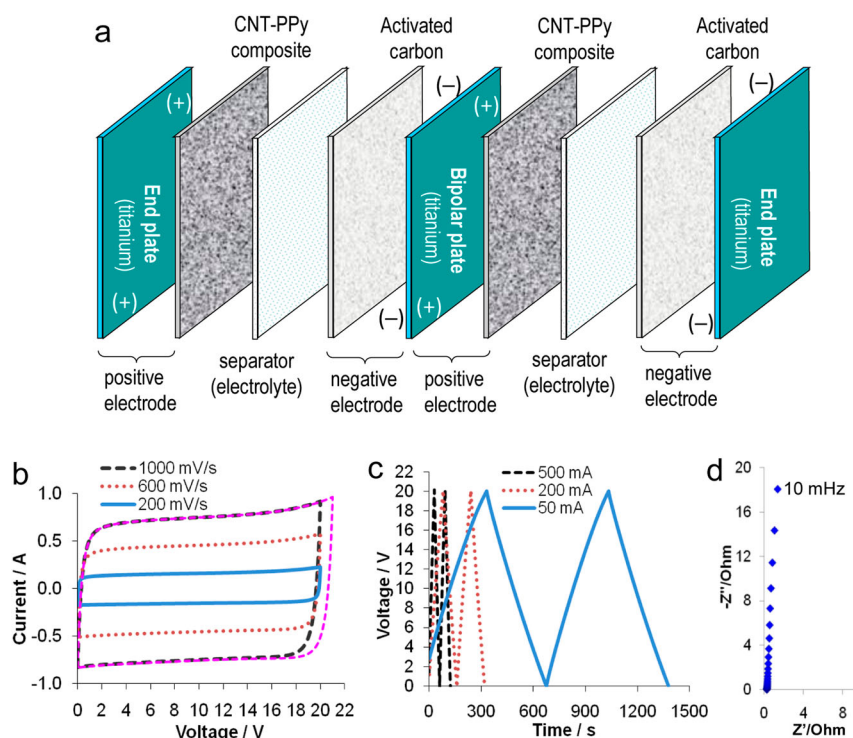 a
CNT-PPy
composite
Activated
carbon
CNT-PPy
composite
Activated
carbon
(+)
(–)
(+)
(–)
End plate
(titanium)
Bipolar plate
(titanium)
End plate
(titanium)
(+)
(–)
(+)
(–)
positive
electrode
separator
(electrolyte)
negative
electrode
positive
electrode
separator
(electrolyte)
negative
electrode
b
1000 mV/s
600 mV/s
200 mV/s
Current / A
1.0
0.5
0.0
-0.5
-1.0
0 2 4 6 8 10 12 14 16 18 20 22
Voltage / V
c
500 mA
200 mA
50 mA
Voltage / V
22
20
18
16
14
12
10
8
6
4
2
0
0 300 600 900 1200 1500
Time / s
d
10 mHz
-Z''/Ohm
20
16
12
8
4
0
0 4 8
Z'/Ohm